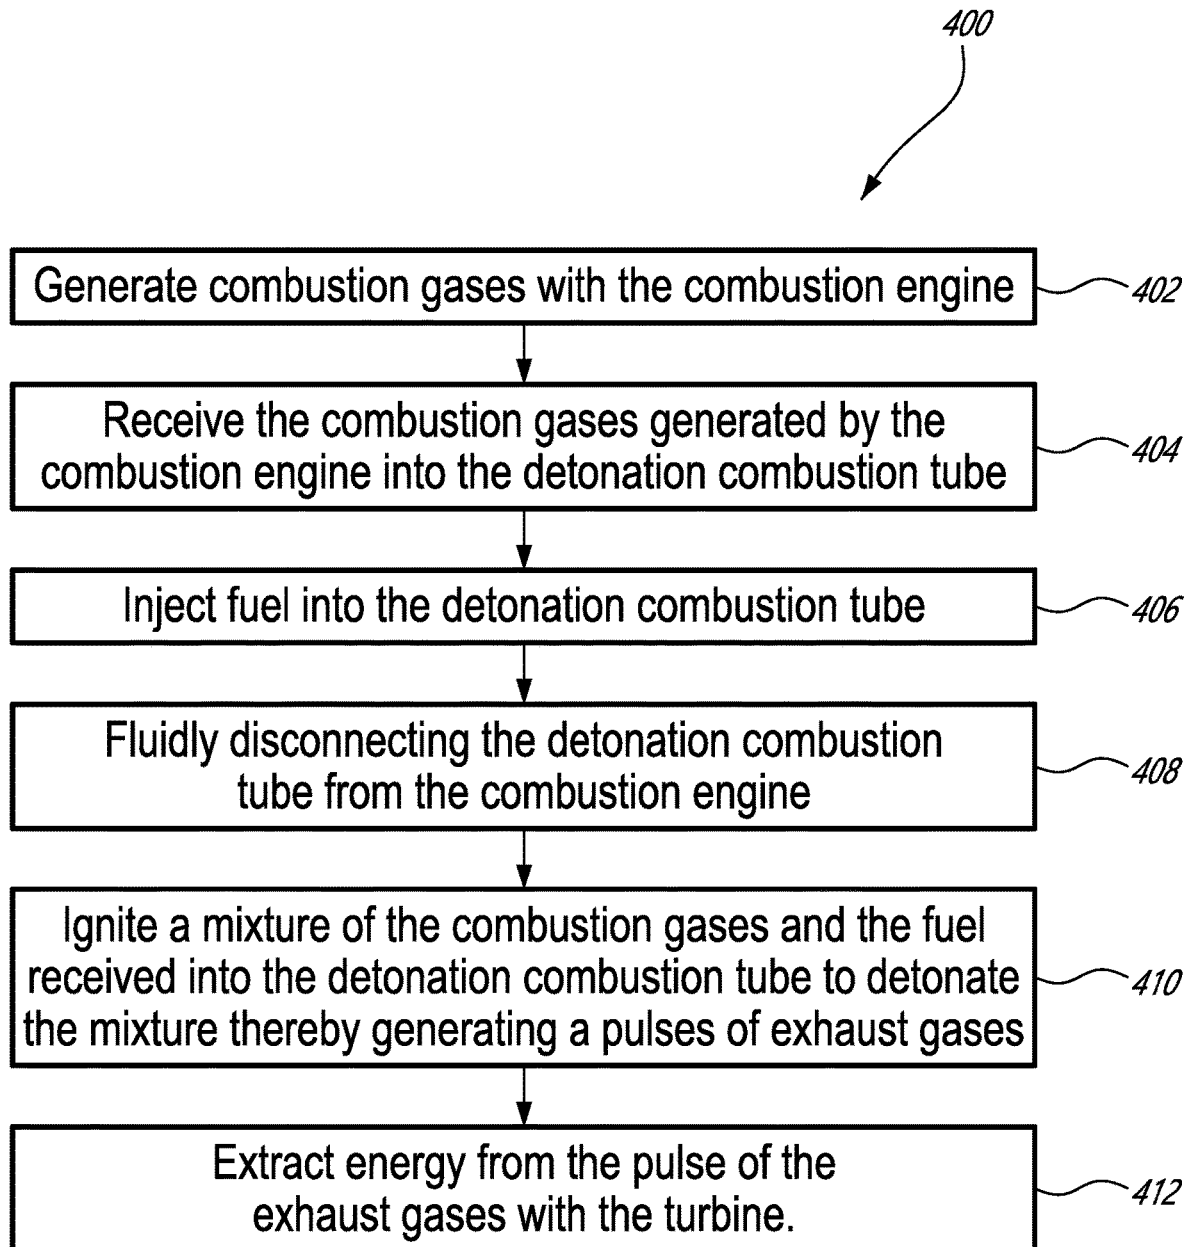 400
Generate combustion gases with the combustion engine
402
Receive the combustion gases generated by the
combustion engine into the detonation combustion tube
404
Inject fuel into the detonation combustion tube
406
Fluidly disconnecting the detonation combustion
tube from the combustion engine
408
Ignite a mixture of the combustion gases and the fuel
received into the detonation combustion tube to detonate
the mixture thereby generating a pulses of exhaust gases
410
Extract energy from the pulse of the
exhaust gases with the turbine.
412